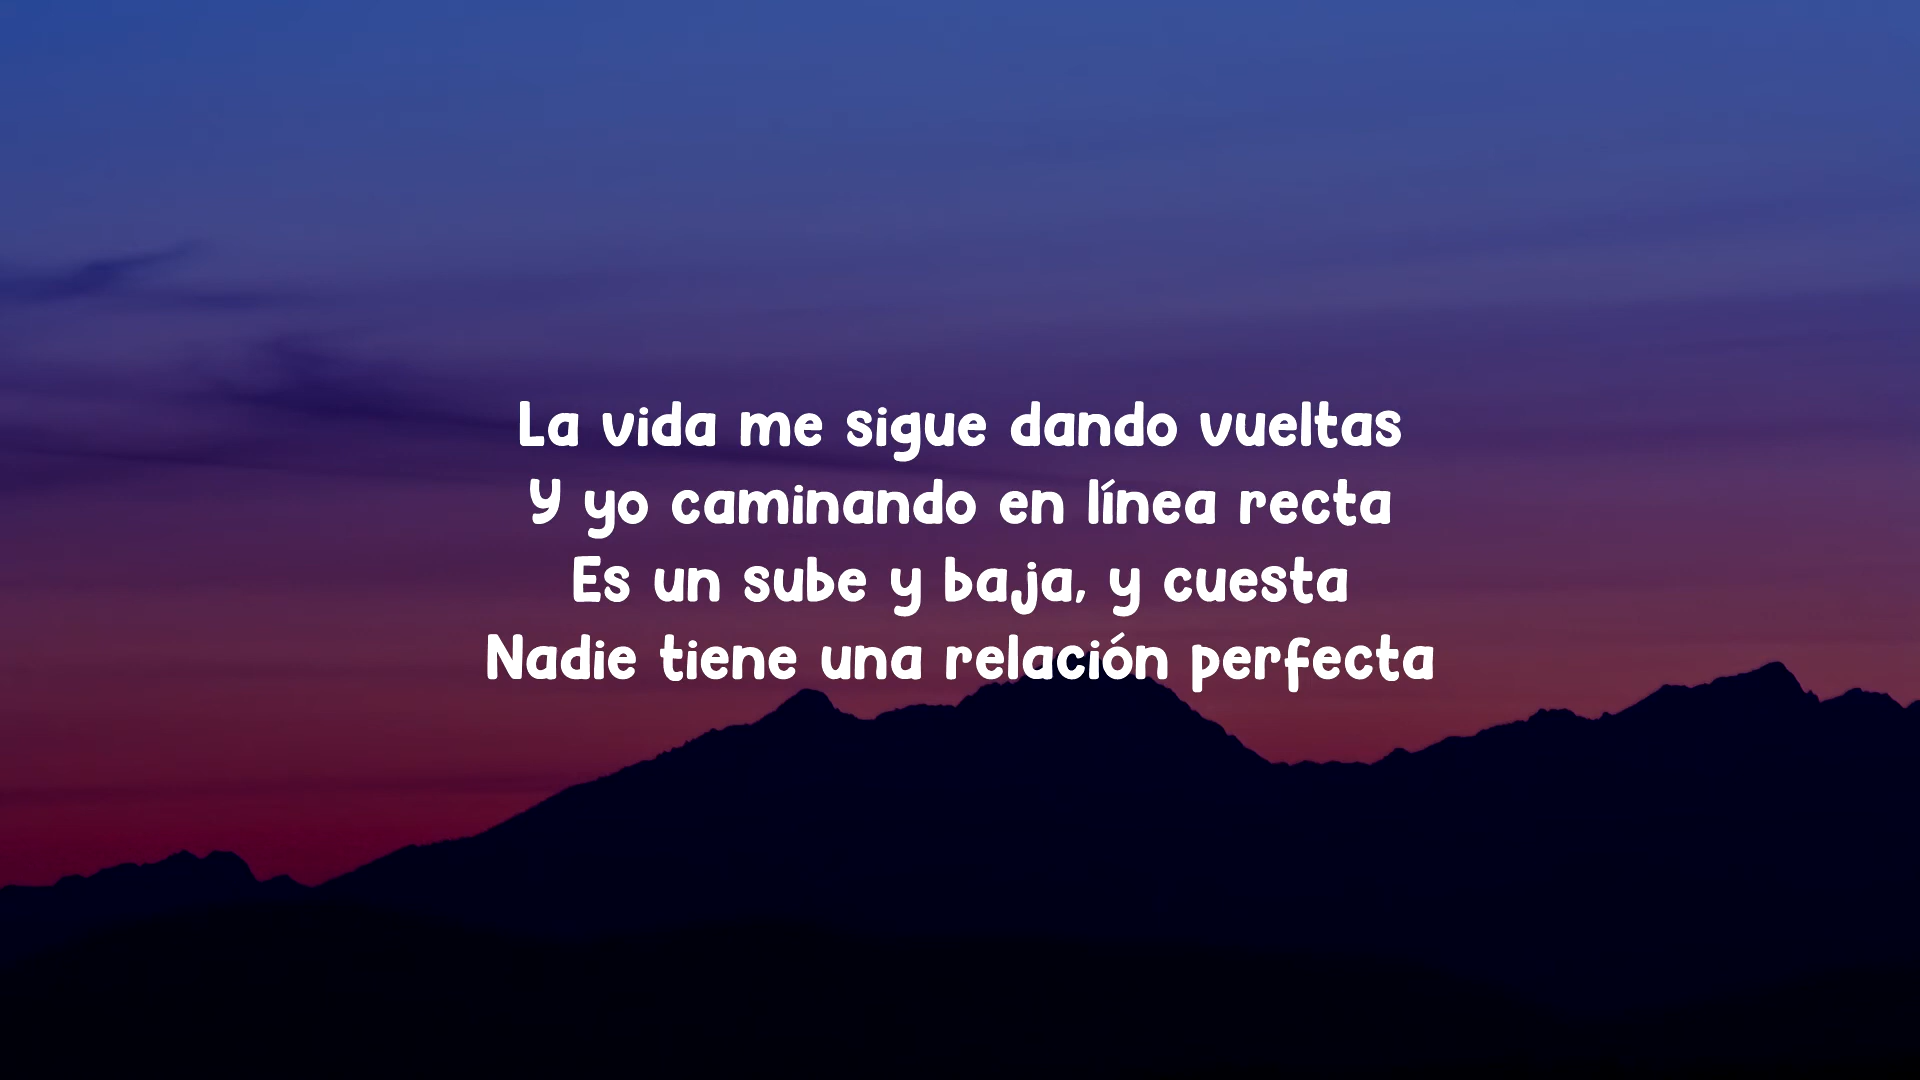 La vida me sigue dando vueltas
Y yo caminando en línea recta
Es un sube y baja, y cuesta
Nadie tiene una relación perfecta